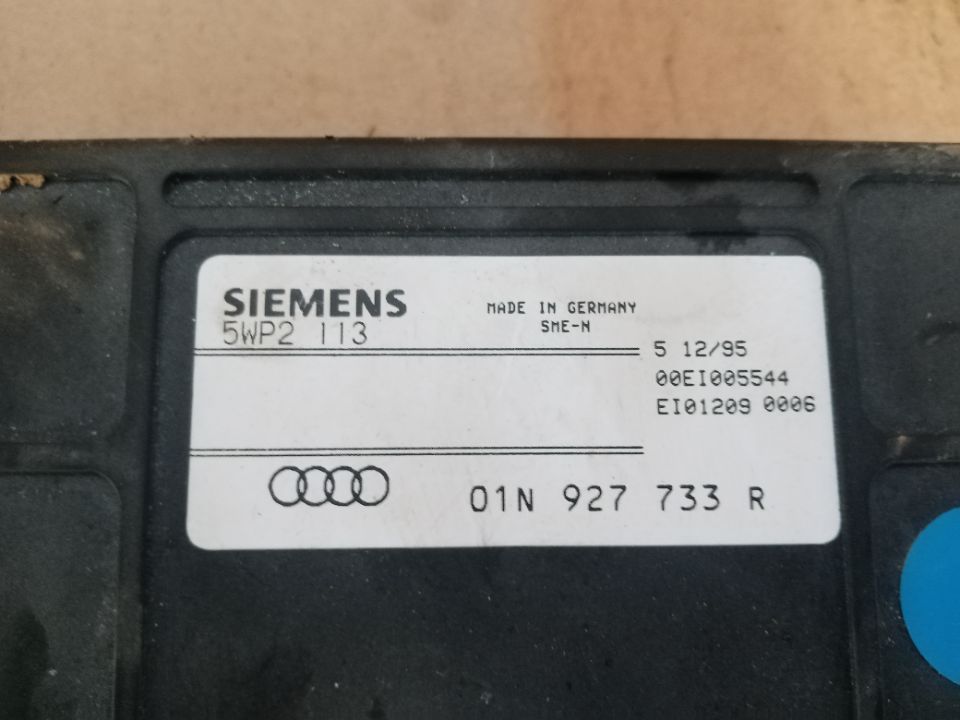 SIEMENS
5WP2 113
MADE IN GERMANY
SME-N
5 12/95
00EI005544
EI01209 0006
01N 927 733 R